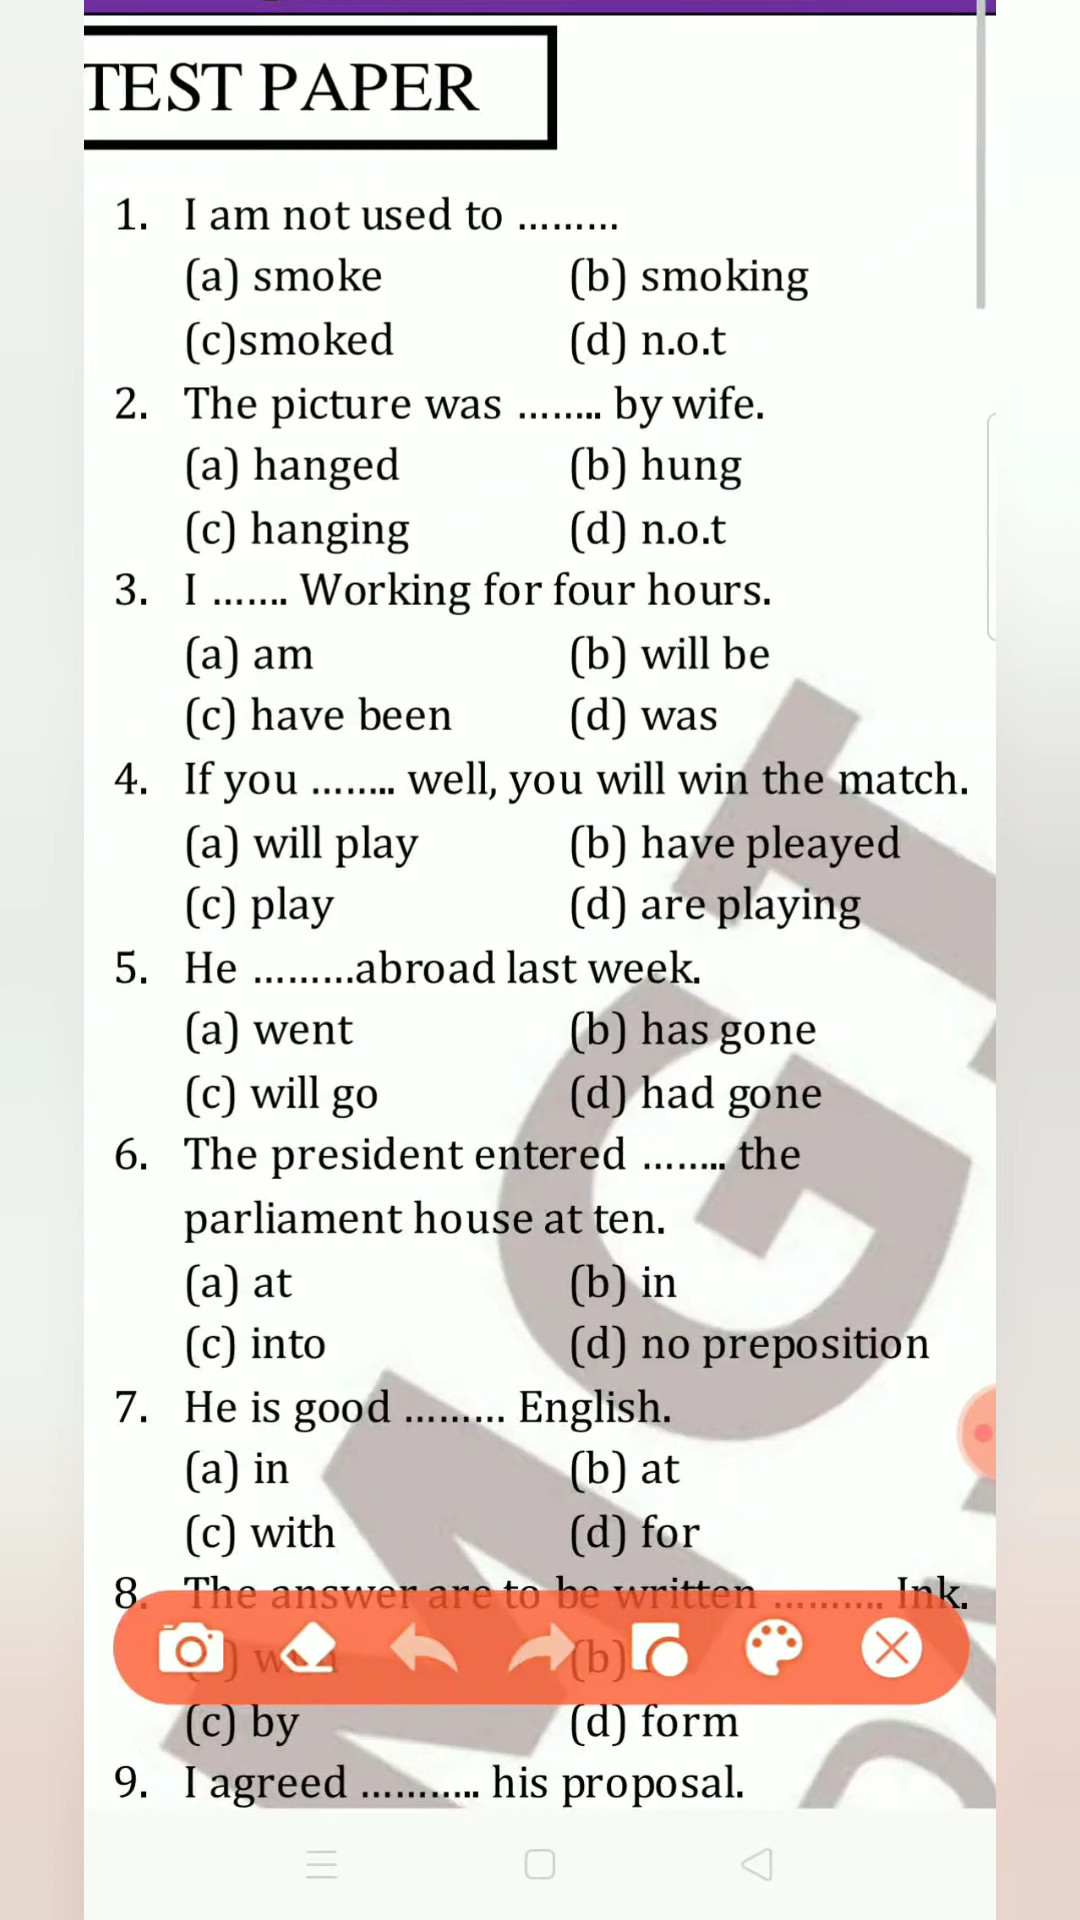 TEST PAPER
1. I am not used to .........
(a) smoke (b) smoking
(c)smoked (d) n.o.t
2. The picture was ........ by wife.
(a) hanged (b) hung
(c) hanging (d) n.o.t
3. I ....... Working for four hours.
(a) am (b) will be
(c) have been (d) was
4. If you ........ well, you will win the match.
(a) will play (b) have pleayed
(c) play (d) are playing
5. He .........abroad last week.
(a) went (b) has gone
(c) will go (d) had gone
6. The president entered ........ the
parliament house at ten.
(a) at (b) in
(c) into (d) no preposition
7. He is good ......... English.
(a) in (b) at
(c) with (d) for
8. The answer are to be written .......... Ink.
(b)
(c) by (d) form
9. I agreed ........... his proposal.